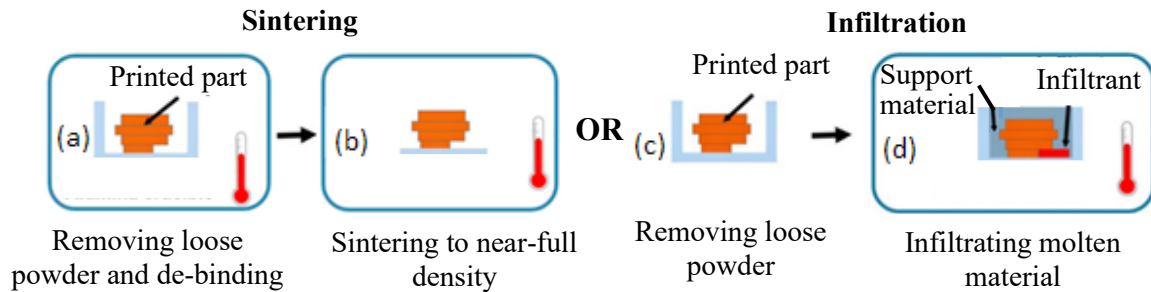 Sintering
Infiltration
Printed part
(a)
(b)
OR
Printed part
(c)
Support
material
Infiltrant
(d)
Removing loose
powder and de-binding
Sintering to near-full
density
Removing loose
powder
Infiltrating molten
material